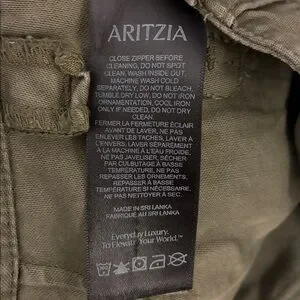 ARITZIA
CLOSE ZIPPER BEFORE
CLEANING, DO NOT SPOT
CLEAN, WASH INSIDE OUT,
MACHINE WASH COLD
SEPARATELY, DO NOT BLEACH,
TUMBLE DRY LOW, DO NOT IRON
ORNAMENTATION, COOL IRON
ONLY IF NEEDED, DO NOT DRY
CLEAN.
FERMER LA FERMETURE ÉCLAIR
AVANT DE LAVER, NE PAS
ENLEVER LES TACHES, LAVER À
L'ENVERS, LAVER SÉPARÉMENT
À LA MACHINE À L'EAU FROIDE,
NE PAS JAVELLISER, SÉCHER
PAR CULBUTAGE À BASSE
TEMPÉRATURE, NE PAS
REPASSER LES ORNEMENTS,
REPASSER À BASSE
TEMPÉRATURE SI NÉCESSAIRE,
NE PAS NETTOYER À SEC.
MADE IN SRI LANKA
FABRIQUÉ AU SRI LANKA
Everyday Luxury.
To Elevate Your World.™